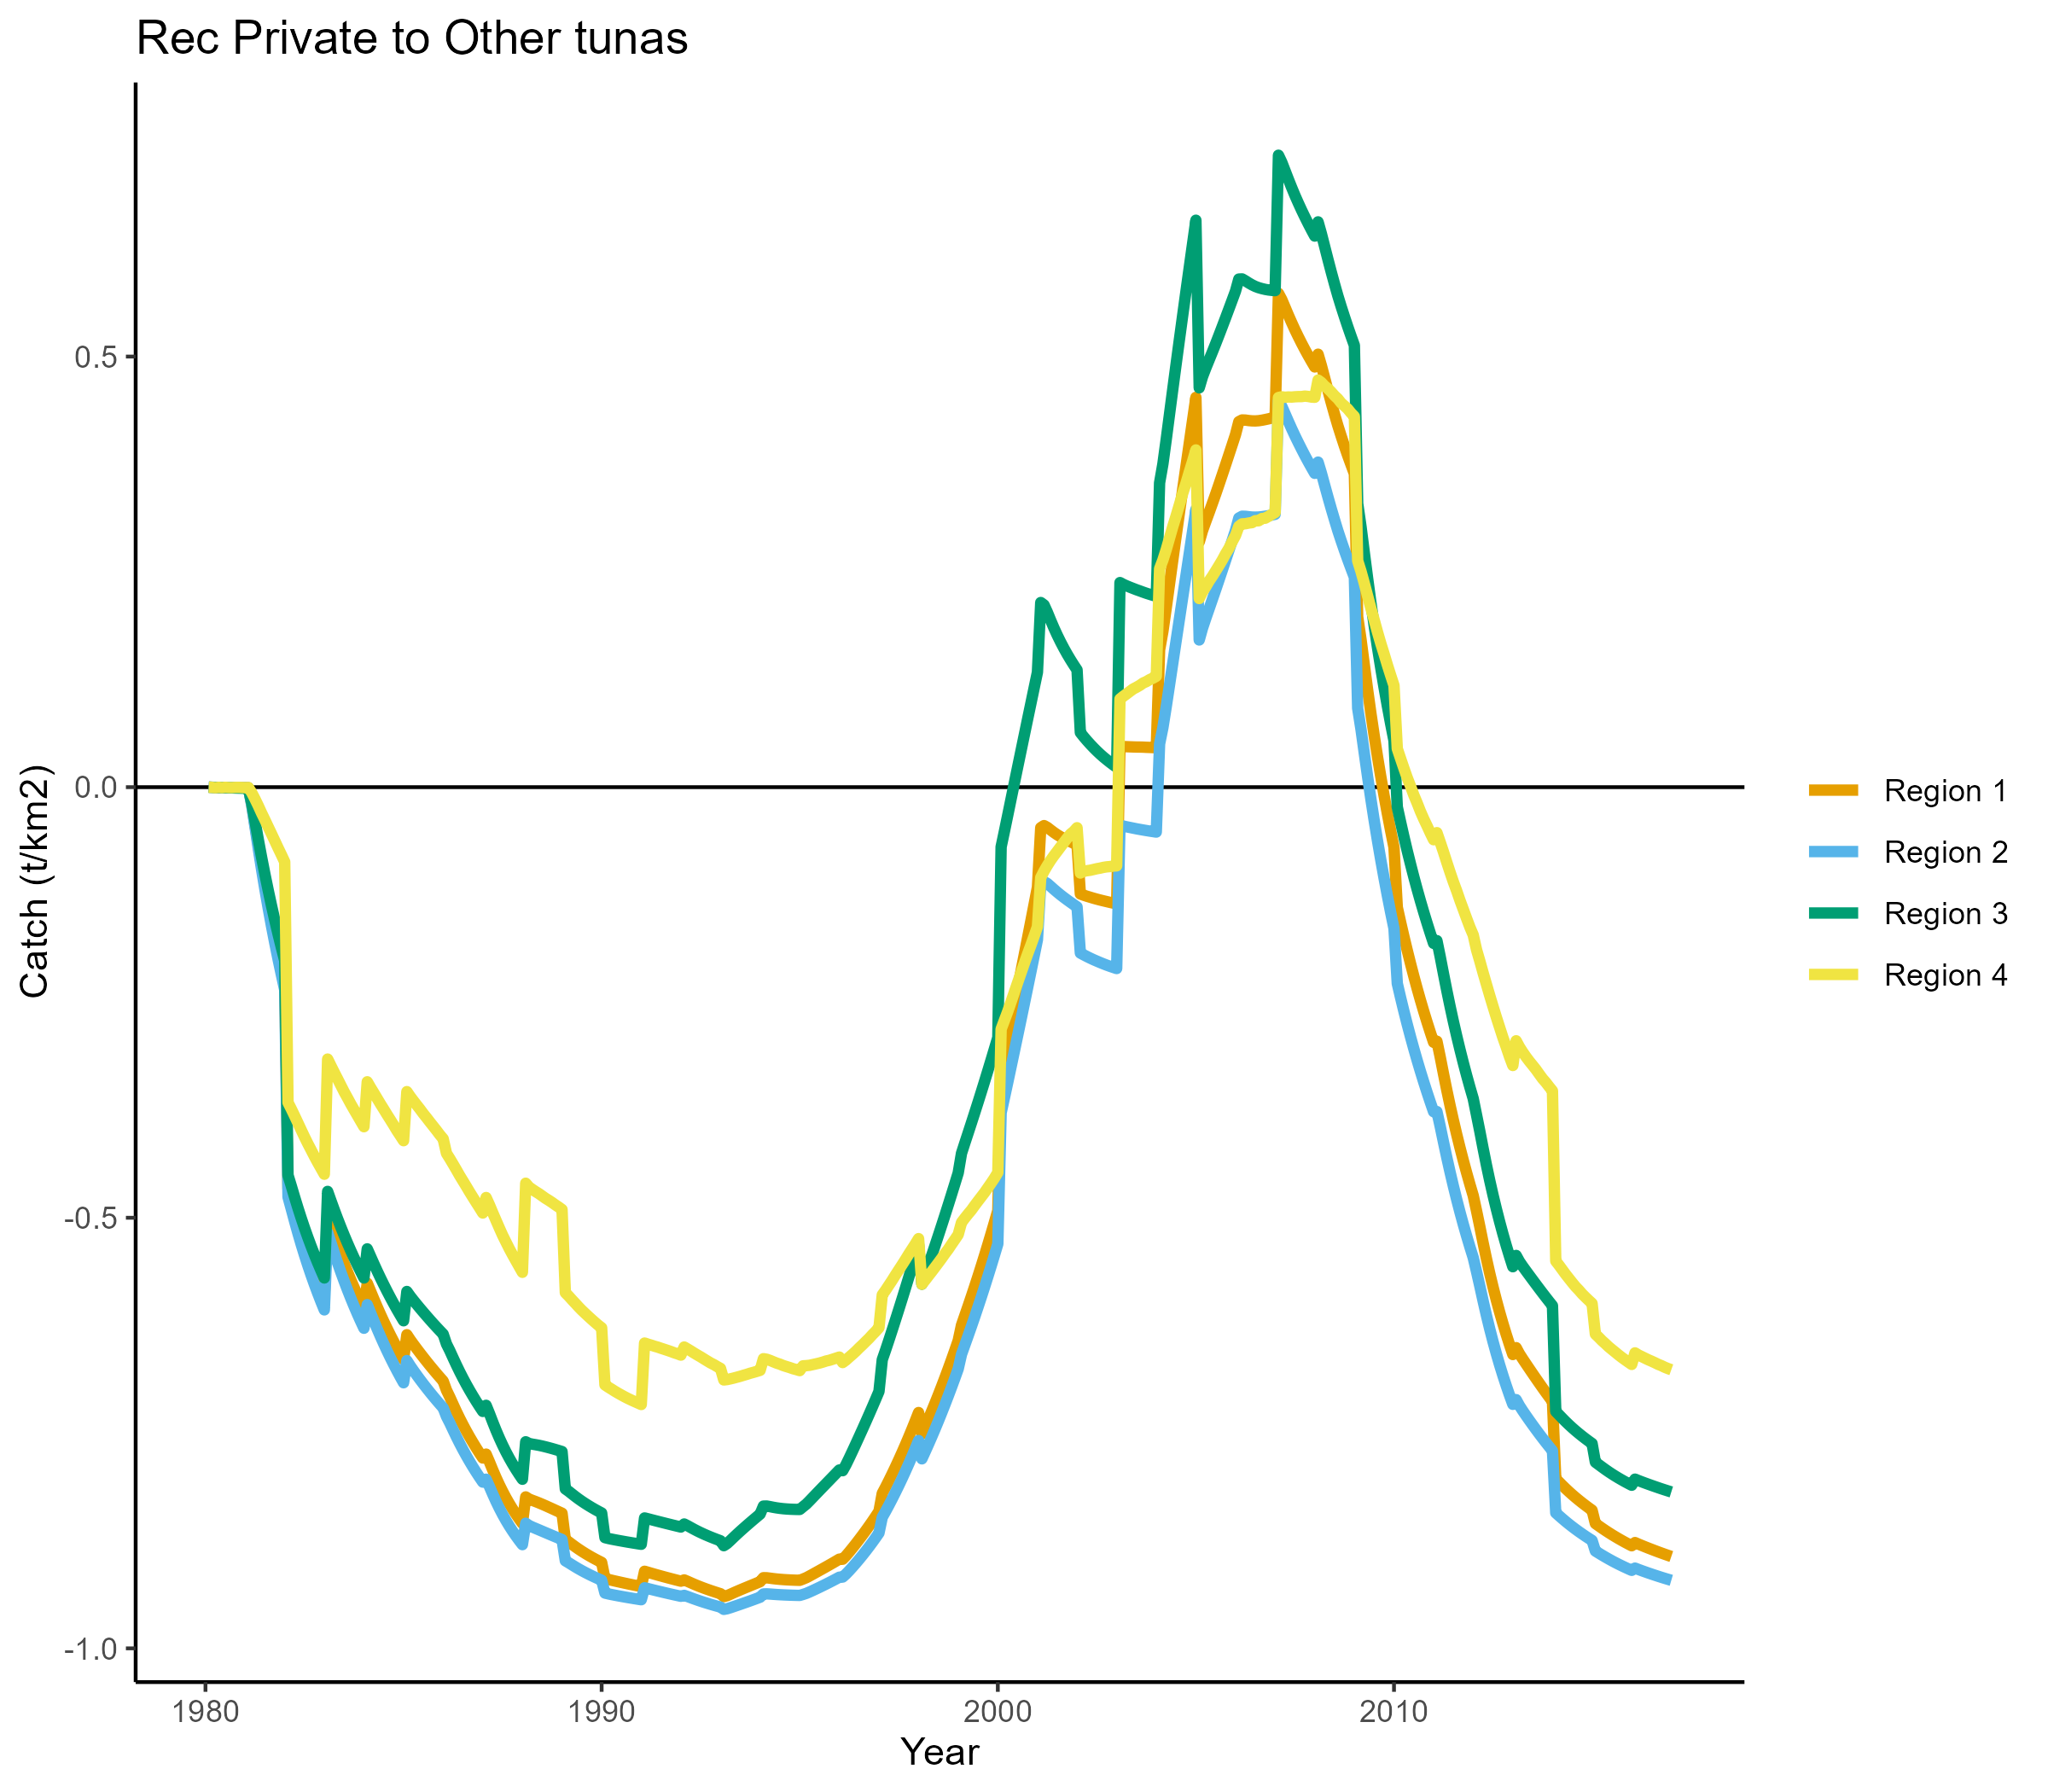 Rec Private to Other tunas
Catch (t/km2)
0.5
0.0
-0.5
-1.0
1980
1990
2000
2010
Year
Region 1
Region 2
Region 3
Region 4